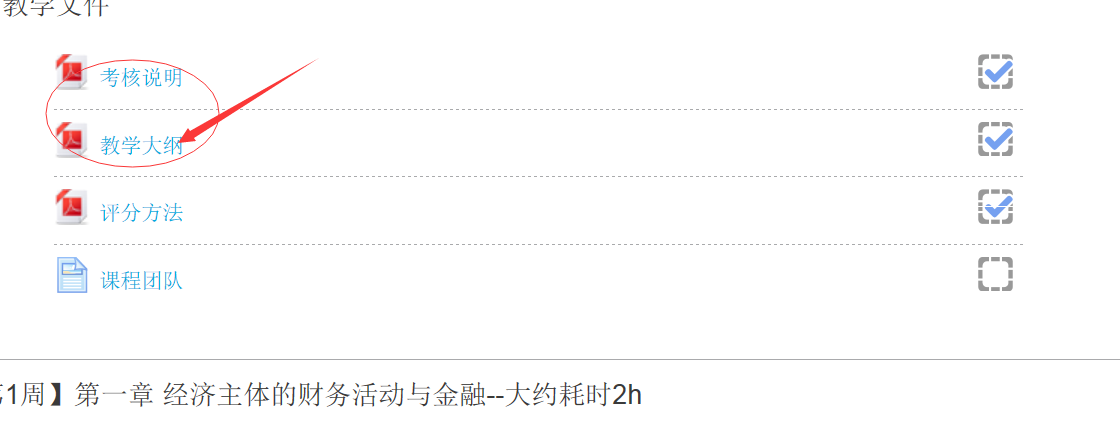 教学文件
考核说明
教学大纲
评分方法
课程团队
1周】第一章 经济主体的财务活动与金融--大约耗时2h